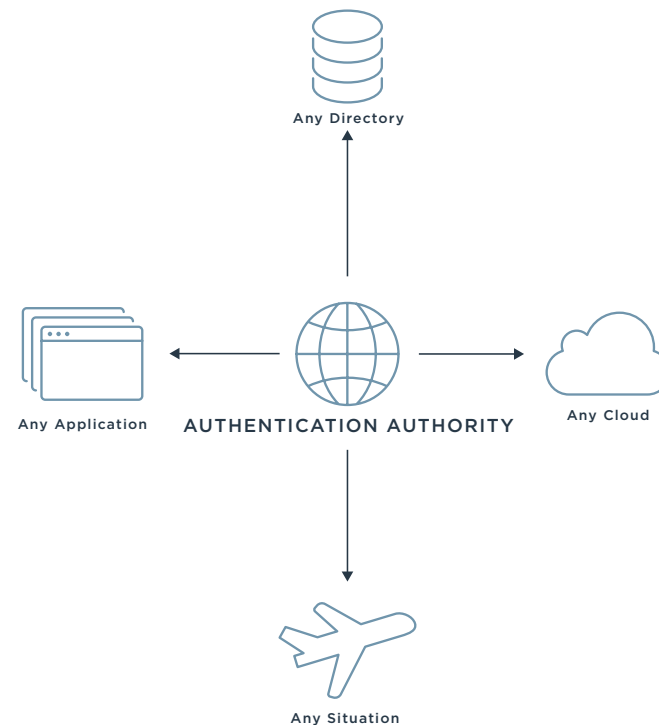 Any Directory
Any Application
AUTHENTICATION AUTHORITY
Any Cloud
Any Situation